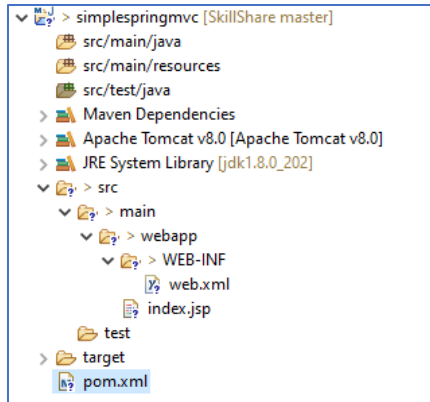 > simplespringmvc [SkillShare master]
src/main/java
src/main/resources
src/test/java
> Maven Dependencies
> Apache Tomcat v8.0 [Apache Tomcat v8.0]
> JRE System Library [jdk1.8.0_202]
> src
> main
> webapp
> WEB-INF
web.xml
index.jsp
test
> target
pom.xml